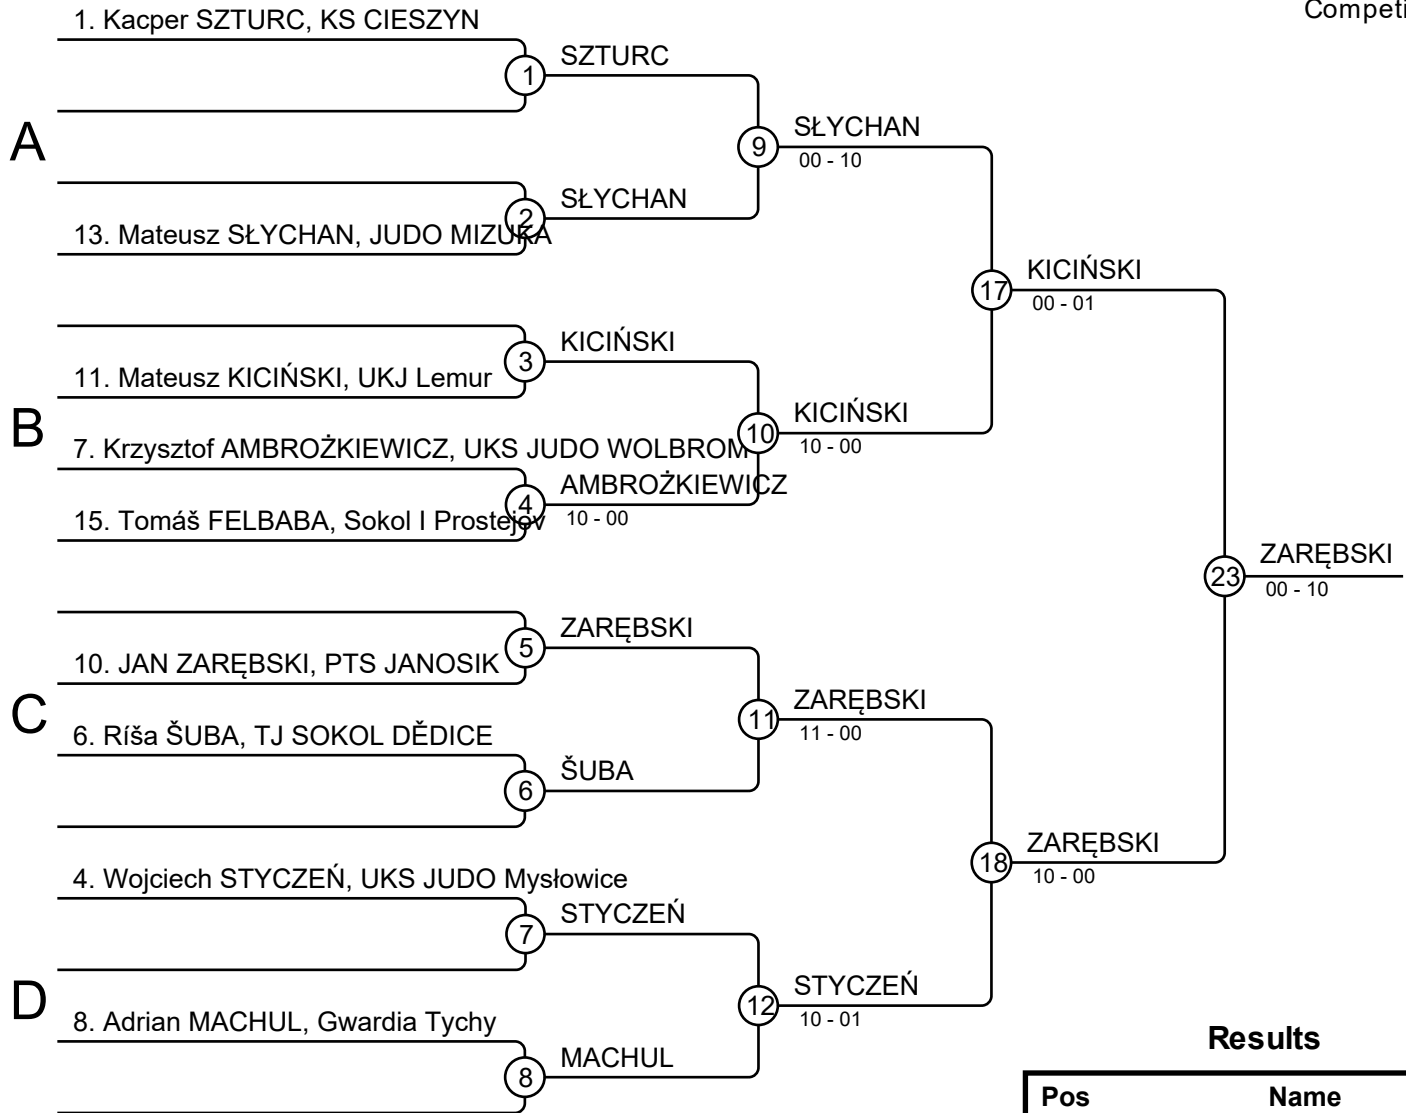 Competi
1. Kacper SZTURC, KS CIESZYN
1
SZTURC
A
9
SŁYCHAN
00 - 10
2
SŁYCHAN
13. Mateusz SŁYCHAN, JUDO MIZUKA
17
KICIŃSKI
00 - 01
3
KICIŃSKI
11. Mateusz KICIŃSKI, UKJ Lemur
B
10
KICIŃSKI
10 - 00
7. Krzysztof AMBROŻKIEWICZ, UKS JUDO WOLBROM
4
AMBROŻKIEWICZ
10 - 00
15. Tomáš FELBABA, Sokol I Prostejov
23
ZARĘBSKI
00 - 10
5
ZARĘBSKI
10. JAN ZARĘBSKI, PTS JANOSIK
C
11
ZARĘBSKI
11 - 00
6. Ríša ŠUBA, TJ SOKOL DĚDICE
6
ŠUBA
18
ZARĘBSKI
10 - 00
4. Wojciech STYCZEŃ, UKS JUDO Mysłowice
7
STYCZEŃ
D
12
STYCZEŃ
10 - 01
8. Adrian MACHUL, Gwardia Tychy
8
MACHUL
Results
Pos Name